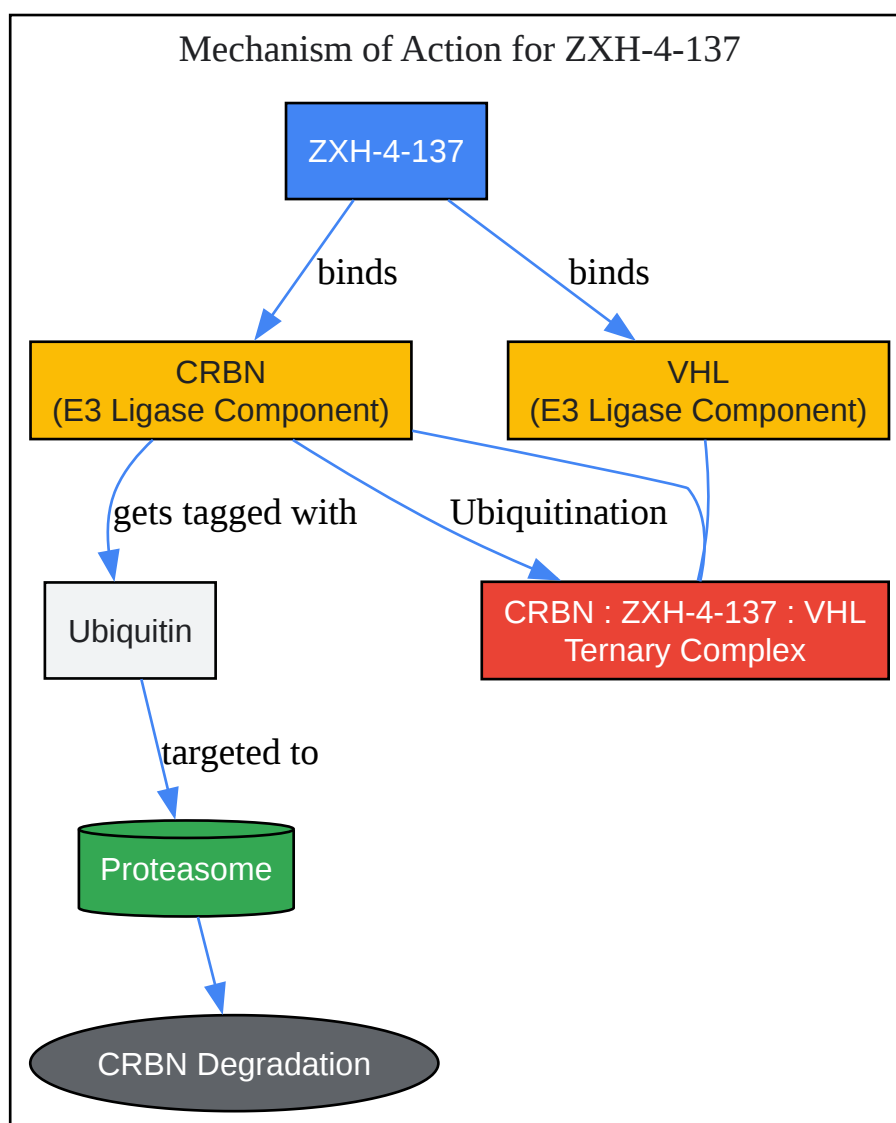 Mechanism of Action for ZXH-4-137
ZXH-4-137
binds
binds
CRBN
(E3 Ligase Component)
VHL
(E3 Ligase Component)
gets tagged with
Ubiquitination
Ubiquitin
CRBN : ZXH-4-137 : VHL
Ternary Complex
targeted to
Proteasome
CRBN Degradation